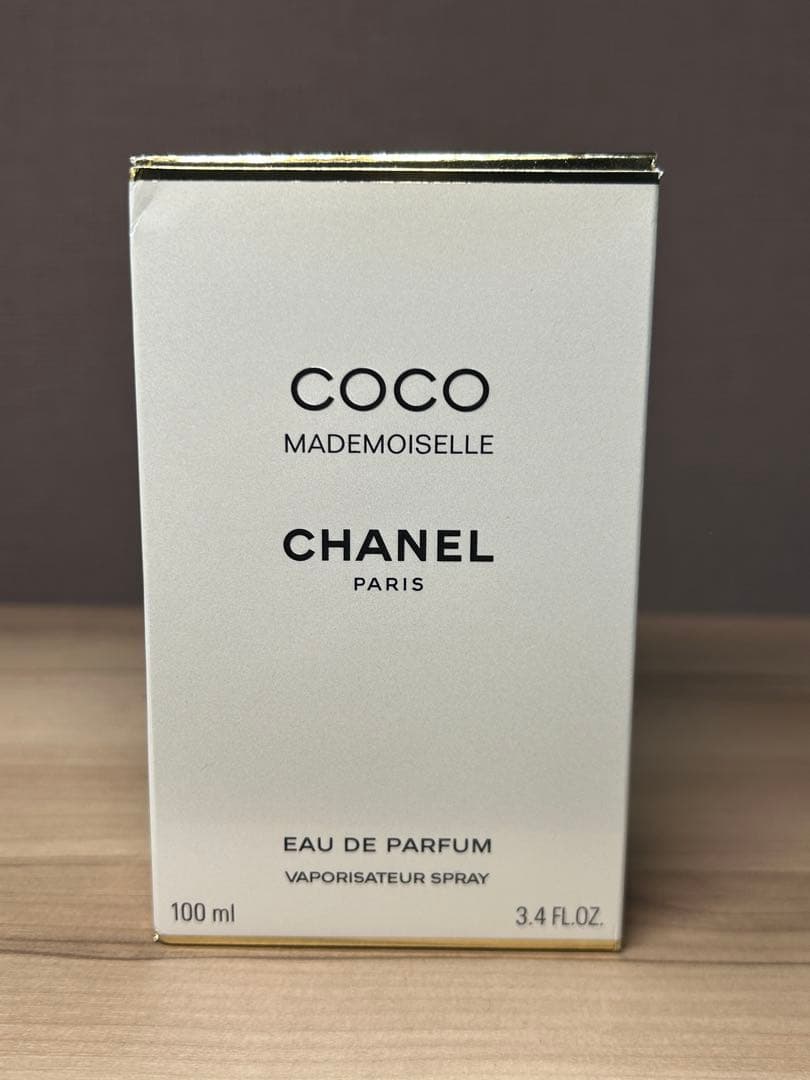 COCO
MADEMOISELLE
CHANEL
PARIS
EAU DE PARFUM
VAPORISATEUR SPRAY
100 ml 3.4 FL.OZ.